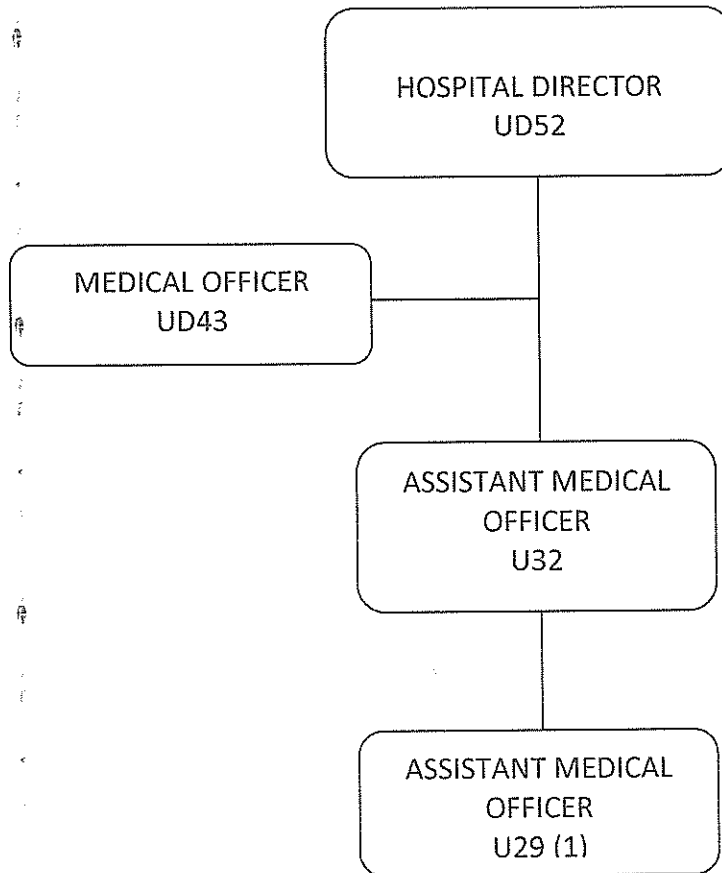 HOSPITAL DIRECTOR
UD52
MEDICAL OFFICER
UD43
ASSISTANT MEDICAL
OFFICER
U32
ASSISTANT MEDICAL
OFFICER
U29 (1)